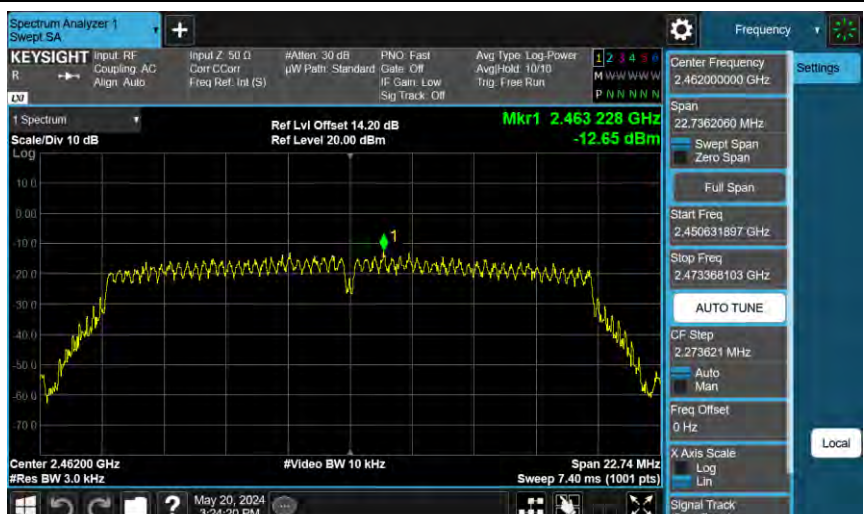 Spectrum Analyzer 1
Swept SA
+
Frequency
KEYSIGHT
R
LXI
Input: RF
Coupling: AC
Align: Auto
Input Z: 50 Ω
Corr CCorr
Freq Ref: Int (S)
#Atten: 30 dB
µW Path: Standard
PNO: Fast
Gate: Off
IF Gain: Low
Sig Track: Off
Avg Type: Log-Power
Avg|Hold: 10/10
Trig: Free Run
1 2 3 4 5 6
M W W W W W
P N N N N N
1 Spectrum
Scale/Div 10 dB
Log
Ref Lvl Offset 14.20 dB
Ref Level 20.00 dBm
Mkr1 2.463 228 GHz
-12.65 dBm
10.0
0.00
-10.0
-20.0
-30.0
-40.0
-50.0
-60.0
-70.0
1
Center 2.46200 GHz
#Res BW 3.0 kHz
#Video BW 10 kHz
Span 22.74 MHz
Sweep 7.40 ms (1001 pts)
?
May 20, 2024
3:24:20 PM
Center Frequency
2.462000000 GHz
Span
22.7362060 MHz
Swept Span
Zero Span
Full Span
Start Freq
2.450631897 GHz
Stop Freq
2.473368103 GHz
AUTO TUNE
CF Step
2.273621 MHz
Auto
Man
Freq Offset
0 Hz
X Axis Scale
Log
Lin
Signal Track
Settings
Local